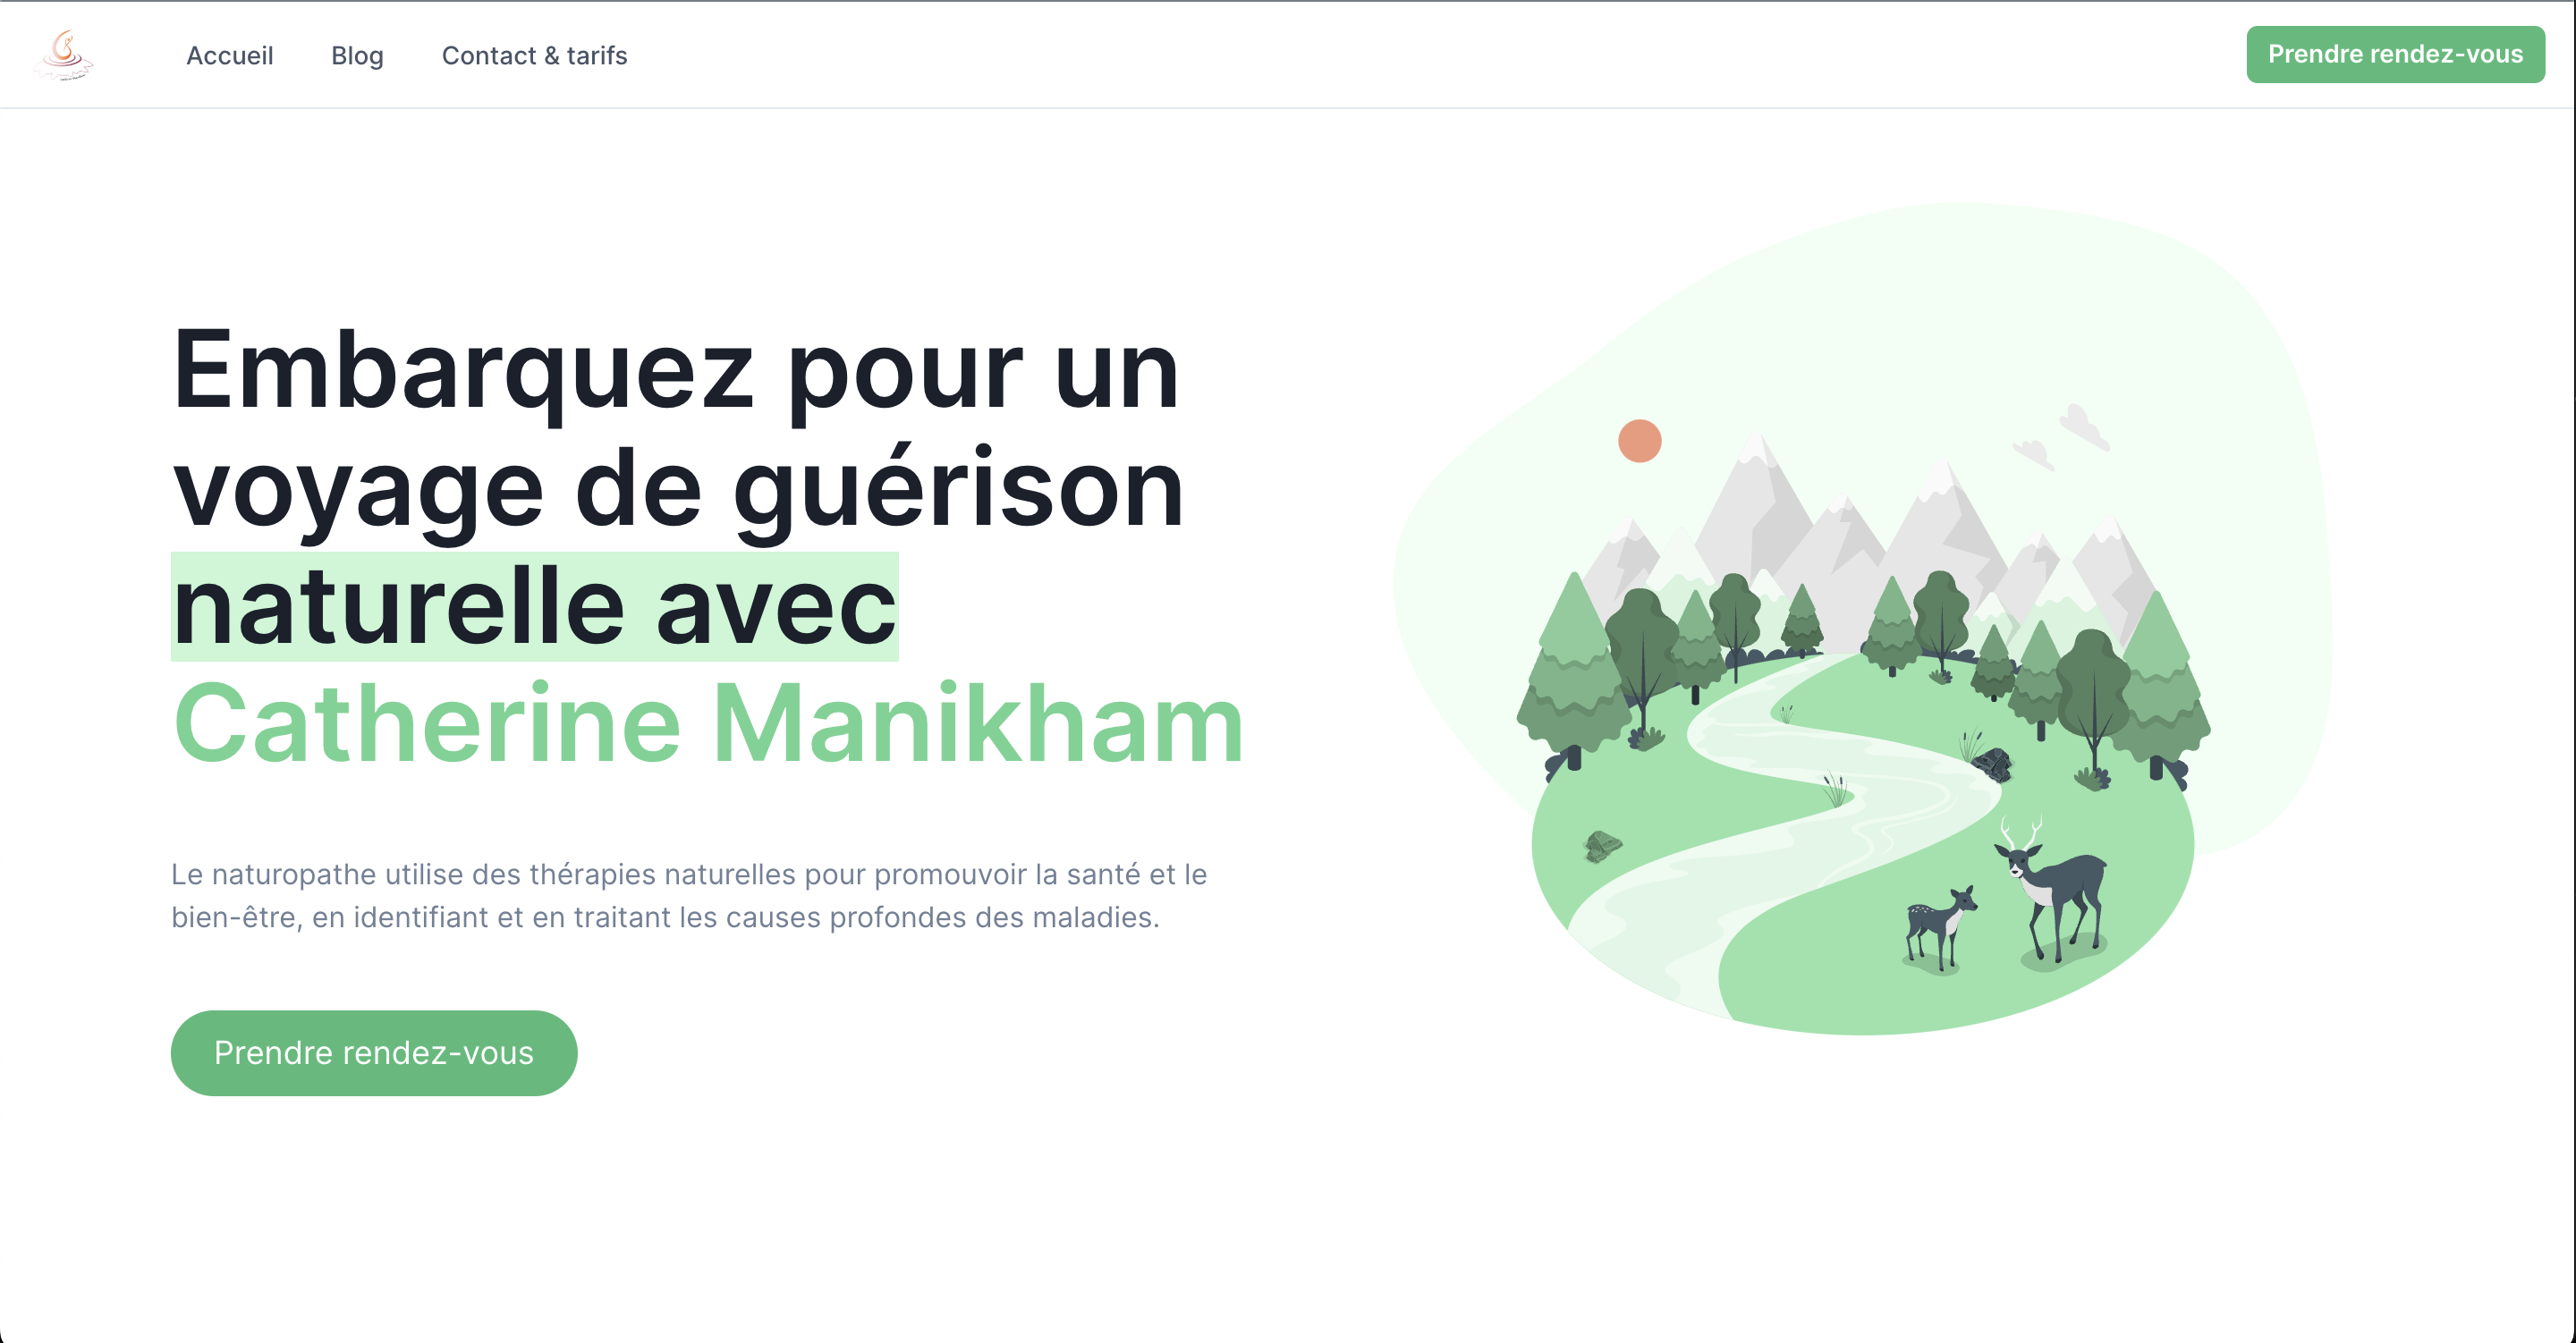 Accueil
Blog
Contact & tarifs
Prendre rendez-vous
Embarquez pour un
voyage de guérison
naturelle avec
Catherine Manikham
Le naturopathe utilise des thérapies naturelles pour promouvoir la santé et le
bien-être, en identifiant et en traitant les causes profondes des maladies.
Prendre rendez-vous